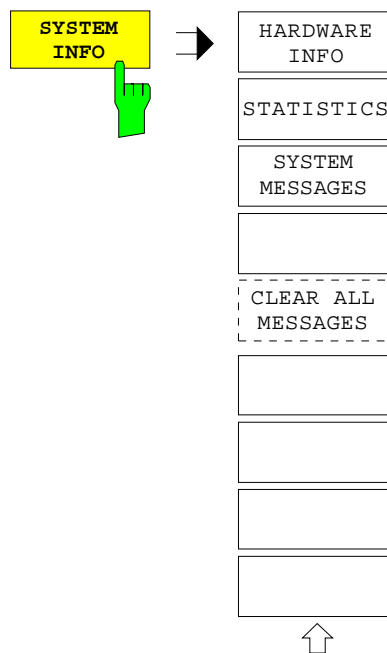 SYSTEM
INFO
HARDWARE
INFO
STATISTICS
SYSTEM
MESSAGES
CLEAR ALL
MESSAGES